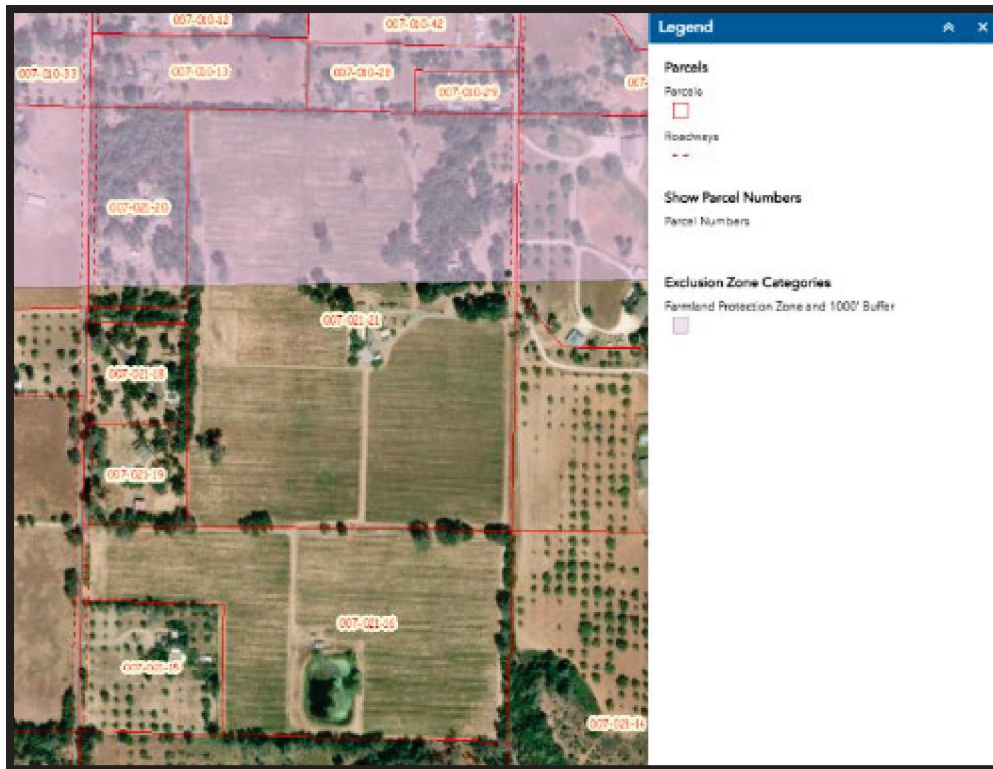 007-010-12
007-010-42
007-010-33
007-010-13
007-010-28
007-010-29
007-
007-021-20
007-021-21
007-021-18
007-021-19
007-021-16
007-021-15
007-021-14
Legend
Parcels
Parcels
Roadways
Show Parcel Numbers
Parcel Numbers
Exclusion Zone Categories
Farmland Protection Zone and 1000' Buffer